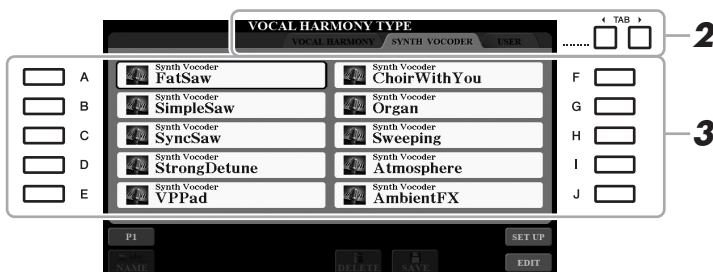 VOCAL HARMONY TYPE
VOCAL HARMONY SYNTH VOCODER USER
TAB
2
A Synth Vocoder FatSaw Synth Vocoder ChoirWithYou F
B Synth Vocoder SimpleSaw Synth Vocoder Organ G
C Synth Vocoder SyncSaw Synth Vocoder Sweeping H
3
D Synth Vocoder StrongDetune Synth Vocoder Atmosphere I
E Synth Vocoder VPPad Synth Vocoder AmbientFX J
P1 SET UP
NAME DELETE SAVE EDIT